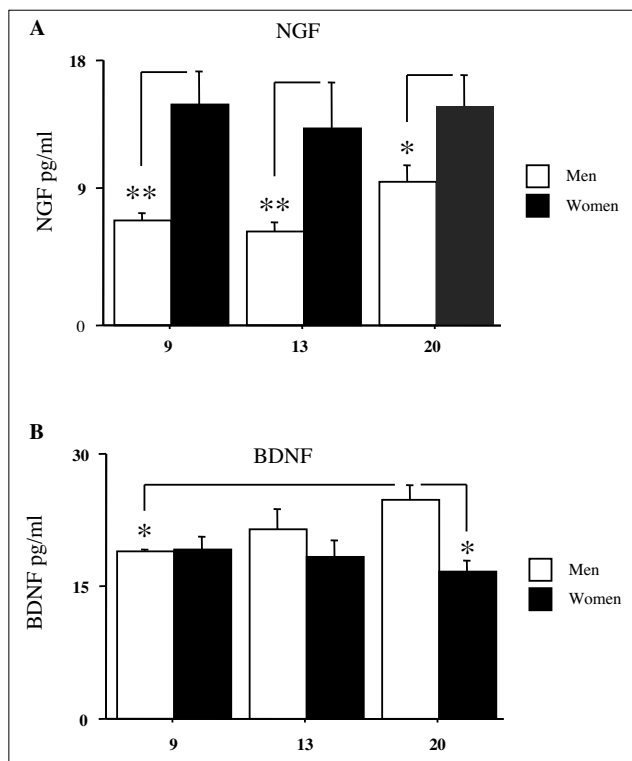 A
NGF
18
9
0
NGF pg/ml
**
**
*
Men
Women
9 13 20
B
BDNF
30
15
0
BDNF pg/ml
*
*
Men
Women
9 13 20